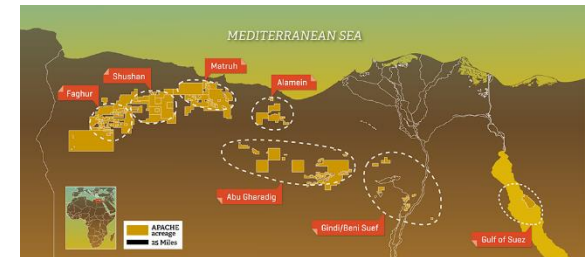 MEDITERRANEAN SEA
Matruh
Shushan
Alamein
Faghur
Abu Gharadig
Gindi/Beni Suef
Gulf of Suez
APACHE
acreage
25 Miles